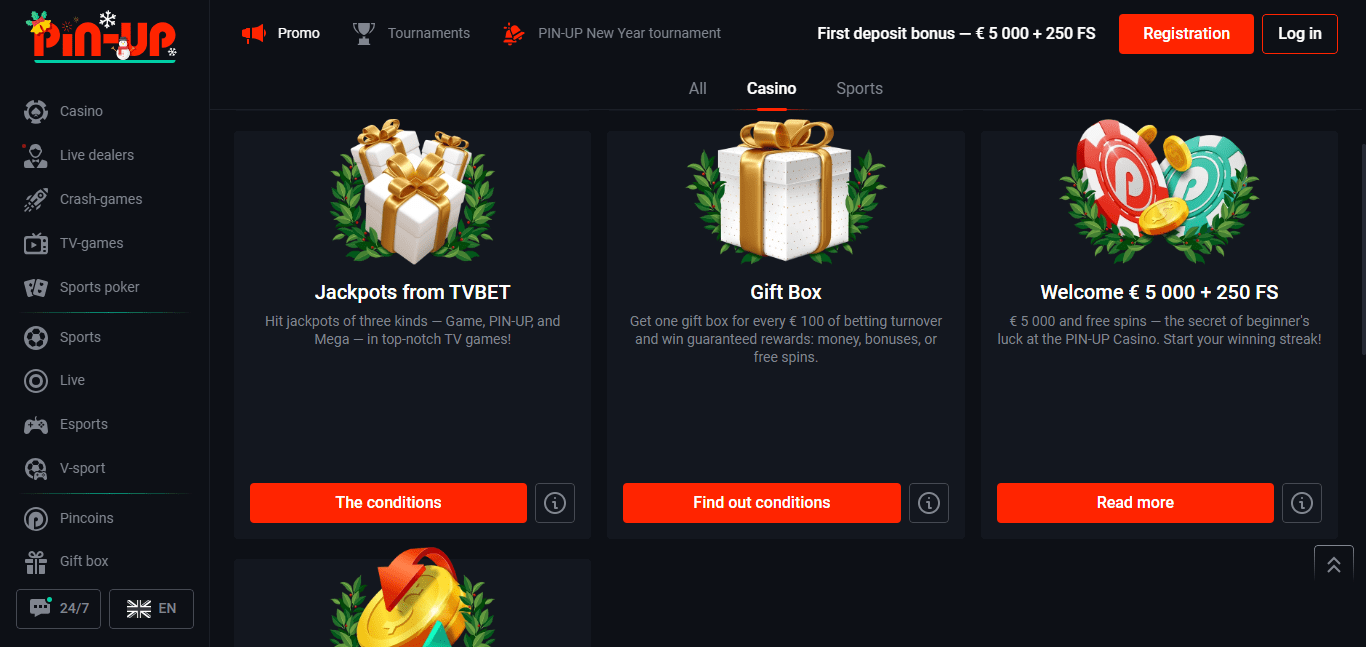 PiN-UP
Promo
Tournaments
PIN-UP New Year tournament
First deposit bonus — € 5 000 + 250 FS
Registration
Log in
All
Casino
Sports
Casino
Live dealers
Crash-games
TV-games
Sports poker
Sports
Live
Esports
V-sport
Pincoins
Gift box
24/7
EN
Jackpots from TVBET
Hit jackpots of three kinds — Game, PIN-UP, and
Mega — in top-notch TV games!
The conditions
Gift Box
Get one gift box for every € 100 of betting turnover
and win guaranteed rewards: money, bonuses, or
free spins.
Find out conditions
Welcome € 5 000 + 250 FS
€ 5 000 and free spins — the secret of beginner's
luck at the PIN-UP Casino. Start your winning streak!
Read more